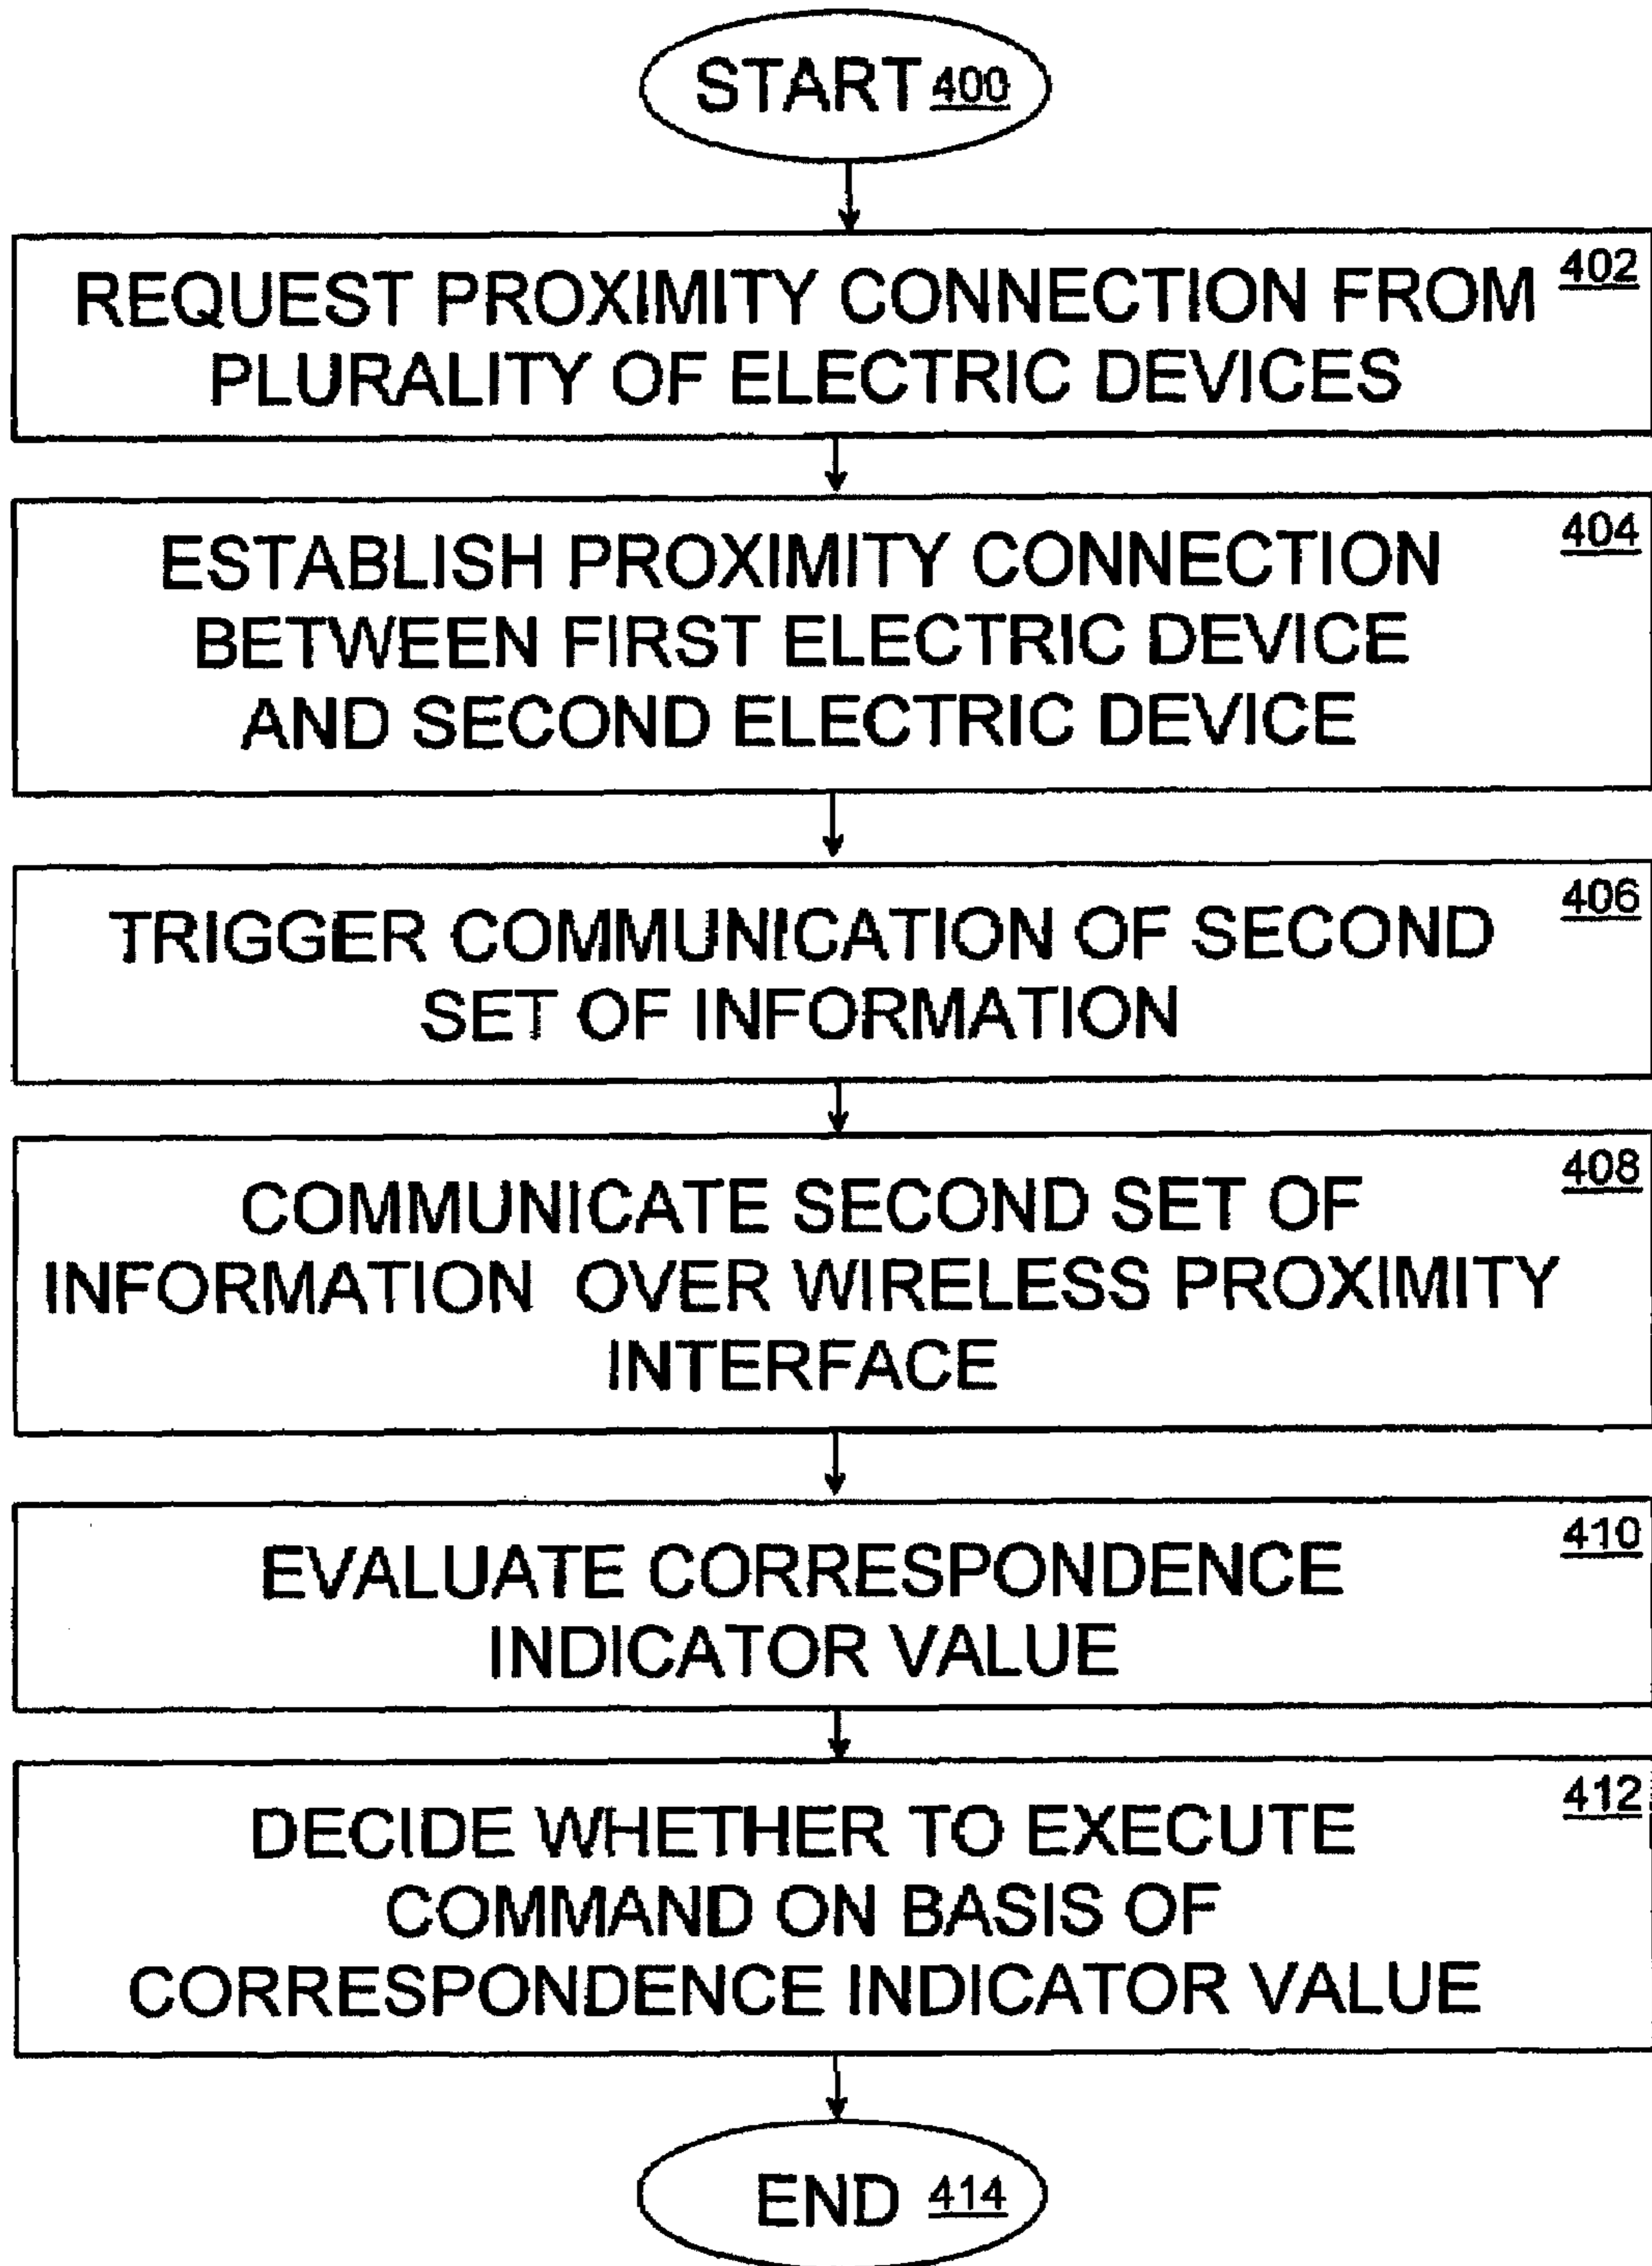 START 400
REQUEST PROXIMITY CONNECTION FROM 402
PLURALITY OF ELECTRIC DEVICES
ESTABLISH PROXIMITY CONNECTION 404
BETWEEN FIRST ELECTRIC DEVICE
AND SECOND ELECTRIC DEVICE
TRIGGER COMMUNICATION OF SECOND 406
SET OF INFORMATION
COMMUNICATE SECOND SET OF 408
INFORMATION OVER WIRELESS PROXIMITY
INTERFACE
EVALUATE CORRESPONDENCE 410
INDICATOR VALUE
DECIDE WHETHER TO EXECUTE 412
COMMAND ON BASIS OF
CORRESPONDENCE INDICATOR VALUE
END 414